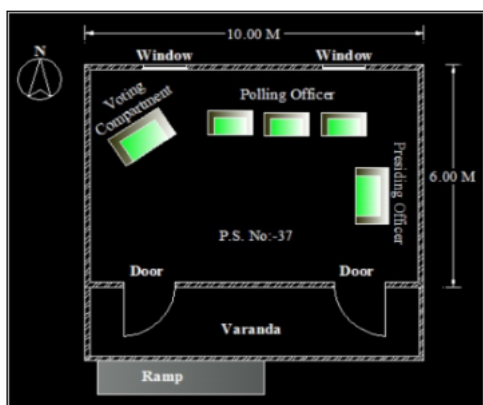 10.00 M
N
Window
Window
Voting
Compartment
Polling Officer
Presiding Officer
6.00 M
P.S. No:-37
Door
Door
Varanda
Ramp